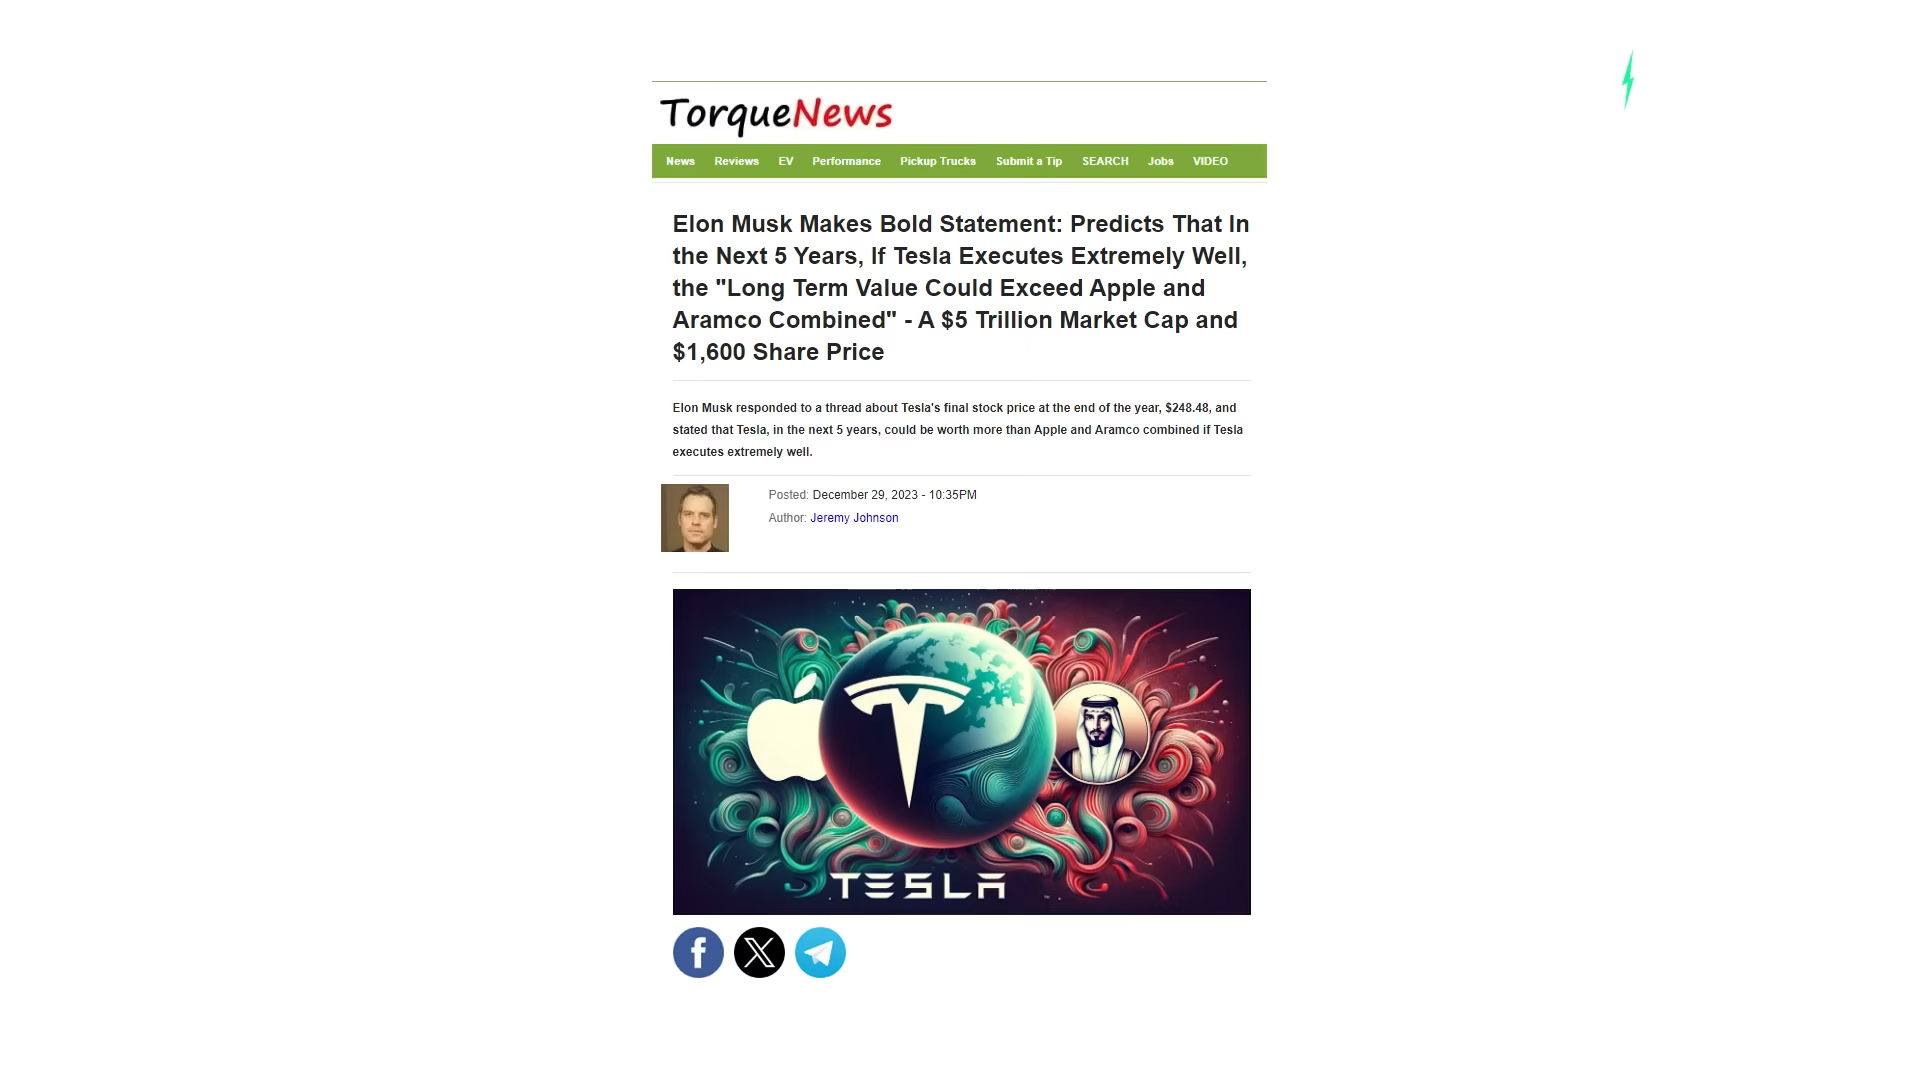 TorqueNews
News Reviews EV Performance Pickup Trucks Submit a Tip SEARCH Jobs VIDEO
Elon Musk Makes Bold Statement: Predicts That In
the Next 5 Years, If Tesla Executes Extremely Well,
the "Long Term Value Could Exceed Apple and
Aramco Combined" - A $5 Trillion Market Cap and
$1,600 Share Price
Elon Musk responded to a thread about Tesla's final stock price at the end of the year, $248.48, and
stated that Tesla, in the next 5 years, could be worth more than Apple and Aramco combined if Tesla
executes extremely well.
Posted: December 29, 2023 - 10:35PM
Author: Jeremy Johnson
TESLA